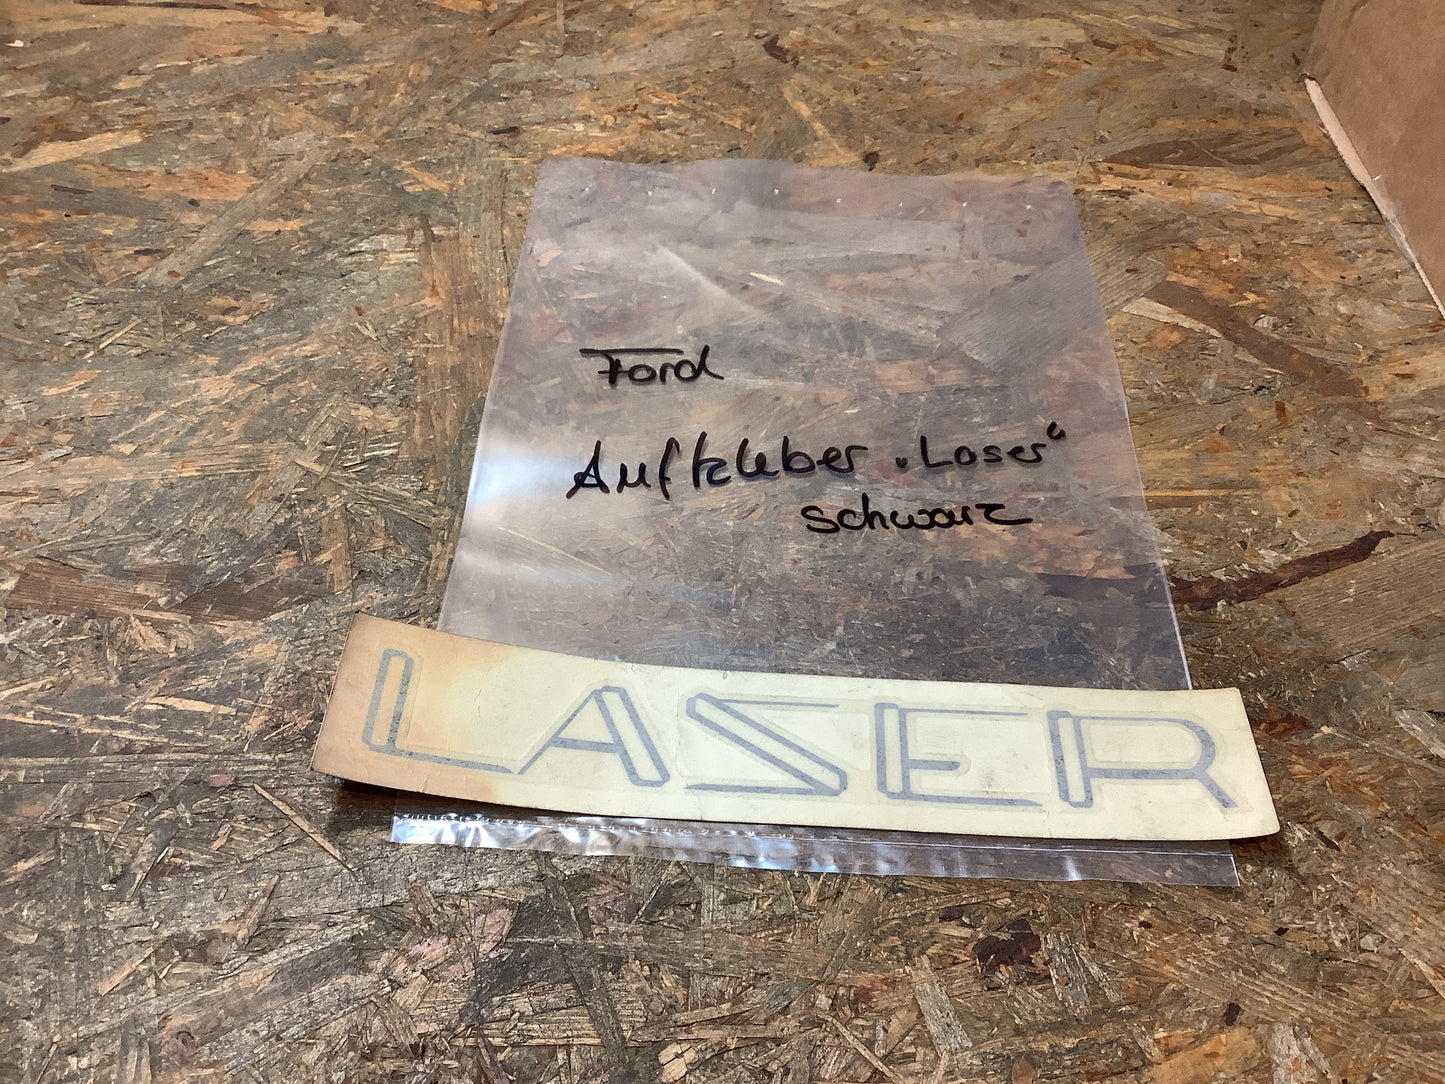 Ford
Aufkleber „Laser“
schwarz
LASER